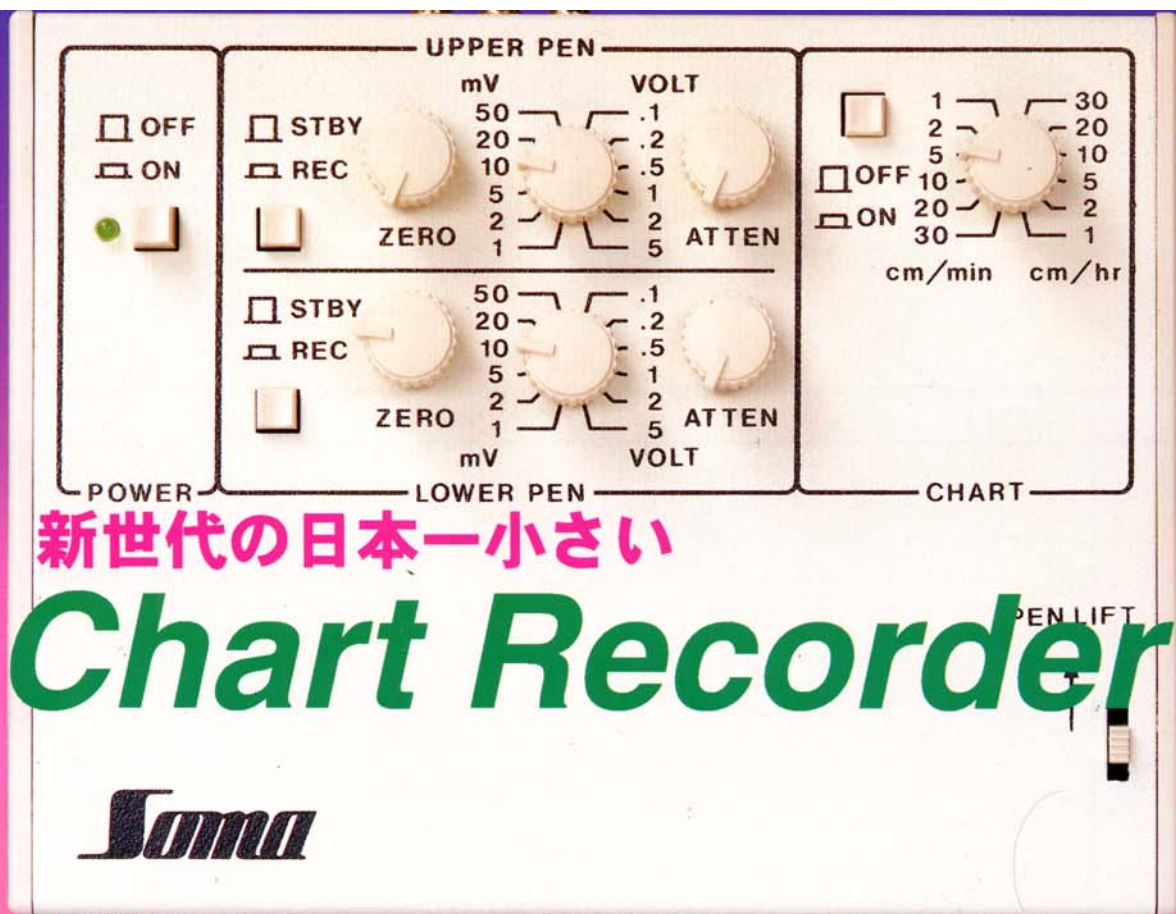 UPPER PEN
mV VOLT
OFF
ON
STBY
REC
ZERO
50 .1
20 .2
10 .5
5 1
2 2
1 5
ATTEN
STBY
REC
ZERO
50 .1
20 .2
10 .5
5 1
2 2
1 5
ATTEN
mV VOLT
1 30
2 20
5 10
10 5
20 2
30 1
OFF
ON
cm/min cm/hr
POWER
LOWER PEN
CHART
新世代の日本一小さい
Chart Recorder
PEN LIFT
Soma